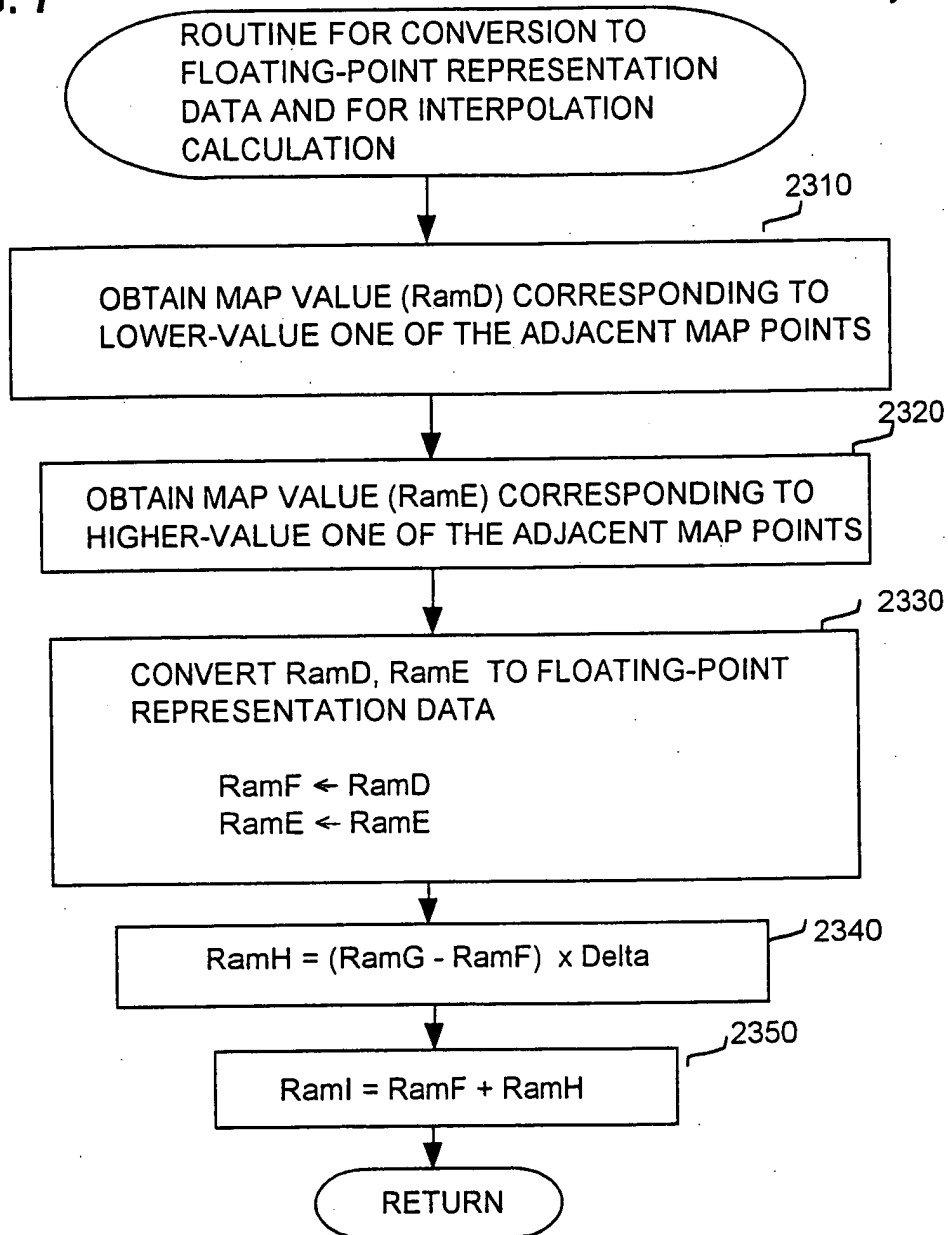 ROUTINE FOR CONVERSION TO
FLOATING-POINT REPRESENTATION
DATA AND FOR INTERPOLATION
CALCULATION
2310
OBTAIN MAP VALUE (RamD) CORRESPONDING TO
LOWER-VALUE ONE OF THE ADJACENT MAP POINTS
2320
OBTAIN MAP VALUE (RamE) CORRESPONDING TO
HIGHER-VALUE ONE OF THE ADJACENT MAP POINTS
2330
CONVERT RamD, RamE TO FLOATING-POINT
REPRESENTATION DATA
RamF ← RamD
RamE ← RamE
2340
RamH = (RamG - RamF) x Delta
2350
RamI = RamF + RamH
RETURN